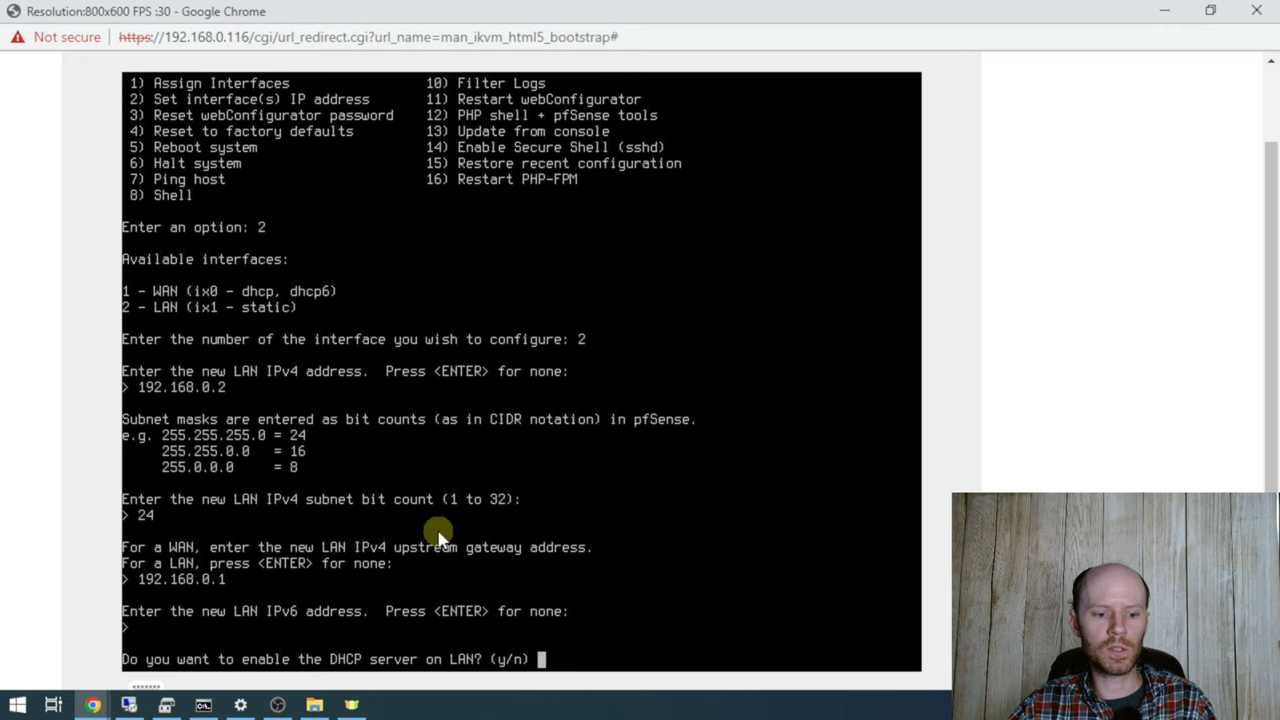 Resolution:800x600 FPS :30 - Google Chrome
Not secure https://192.168.0.116/cgi/url_redirect.cgi?url_name=man_ikvm_html5_bootstrap#
1) Assign Interfaces 10) Filter Logs
2) Set interface(s) IP address 11) Restart webConfigurator
3) Reset webConfigurator password 12) PHP shell + pfSense tools
4) Reset to factory defaults 13) Update from console
5) Reboot system 14) Enable Secure Shell (sshd)
6) Halt system 15) Restore recent configuration
7) Ping host 16) Restart PHP-FPM
8) Shell
Enter an option: 2
Available interfaces:
1 - WAN (ix0 - dhcp, dhcp6)
2 - LAN (ix1 - static)
Enter the number of the interface you wish to configure: 2
Enter the new LAN IPv4 address. Press <ENTER> for none:
> 192.168.0.2
Subnet masks are entered as bit counts (as in CIDR notation) in pfSense.
e.g. 255.255.255.0 = 24
255.255.0.0 = 16
255.0.0.0 = 8
Enter the new LAN IPv4 subnet bit count (1 to 32):
> 24
For a WAN, enter the new LAN IPv4 upstream gateway address.
For a LAN, press <ENTER> for none:
> 192.168.0.1
Enter the new LAN IPv6 address. Press <ENTER> for none:
>
Do you want to enable the DHCP server on LAN? (y/n)